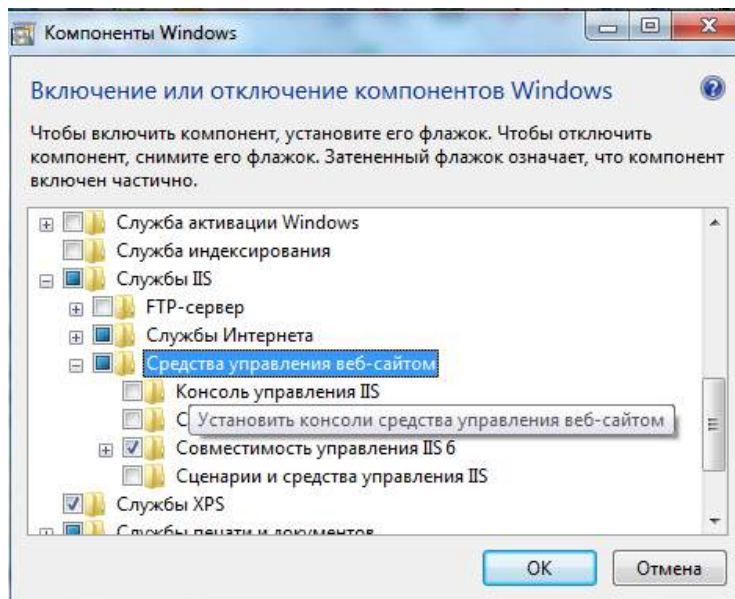 Компоненты Windows
Включение или отключение компонентов Windows
Чтобы включить компонент, установите его флажок. Чтобы отключить
компонент, снимите его флажок. Затененный флажок означает, что компонент
включен частично.
Служба активации Windows
Служба индексирования
Службы IIS
FTP-сервер
Службы Интернета
Средства управления веб-сайтом
Консоль управления IIS
Установить консоли средства управления веб-сайтом
Совместимость управления IIS 6
Сценарии и средства управления IIS
Службы XPS
Службы печати и документов
OK
Отмена